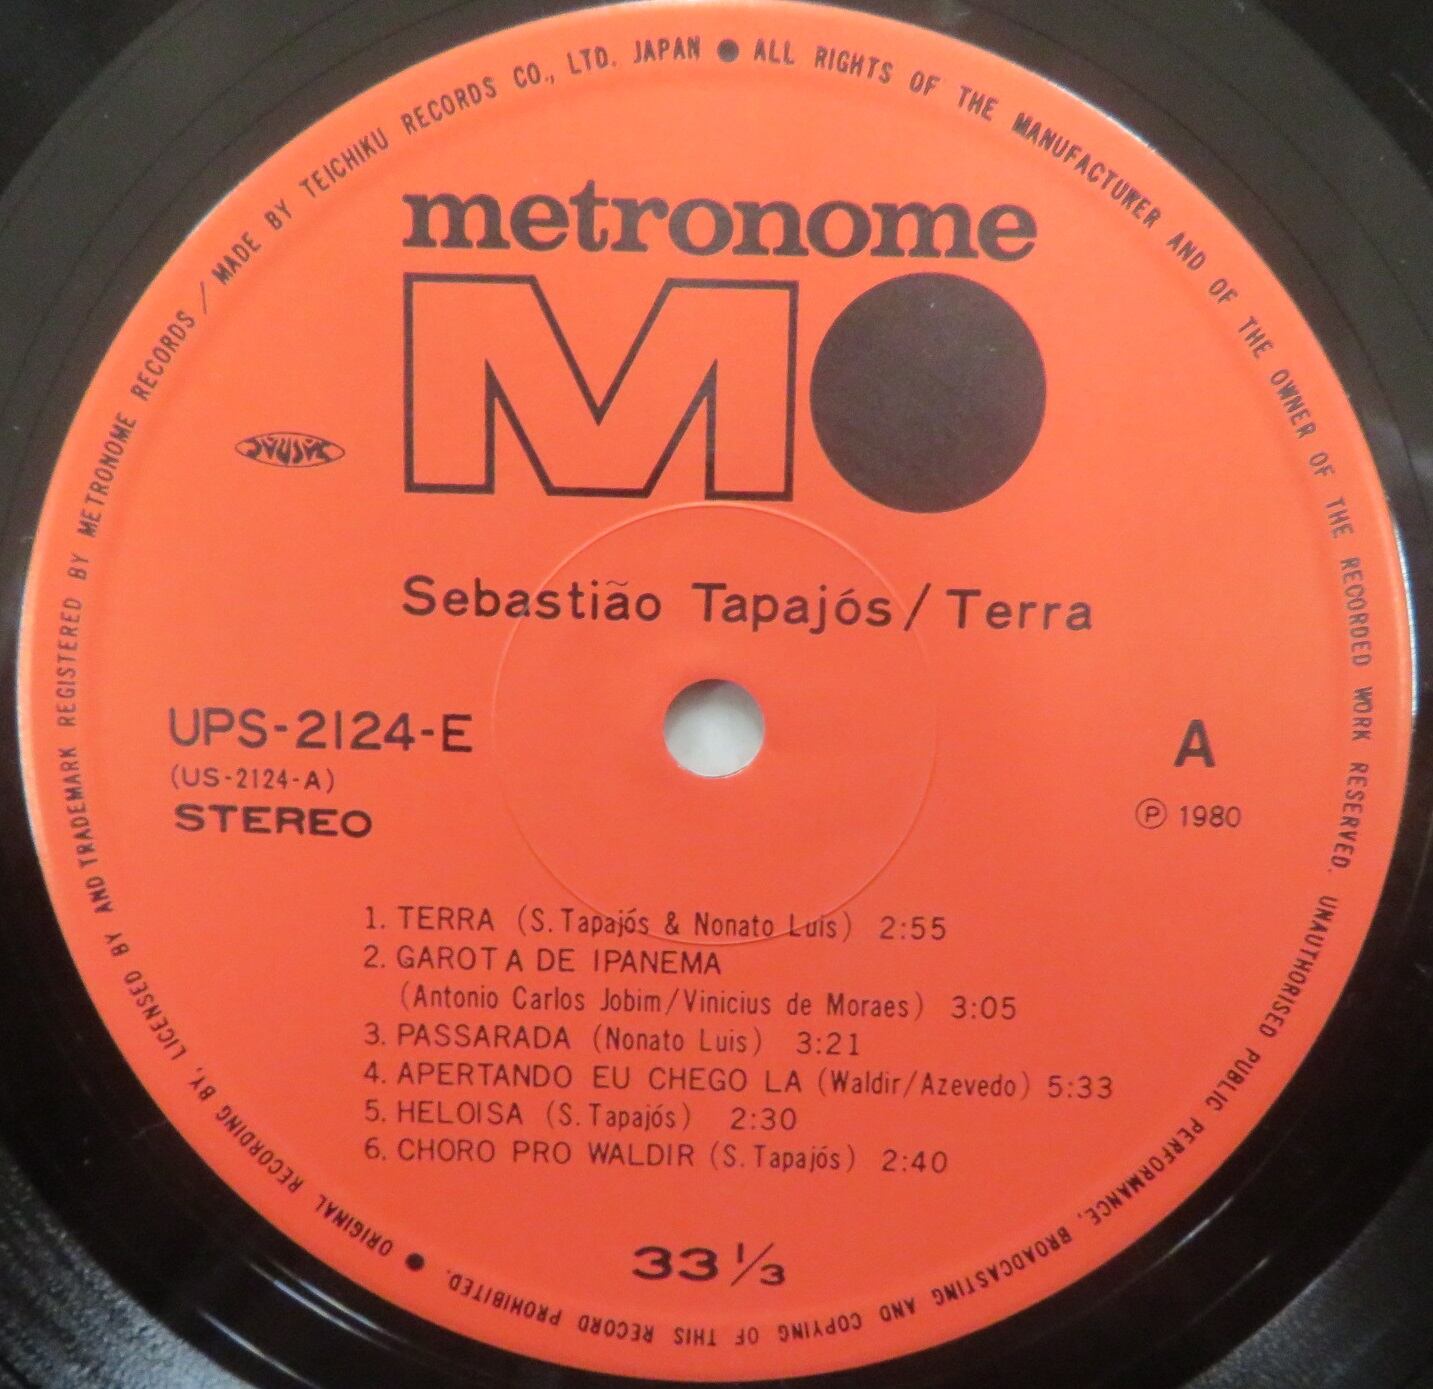 ORIGINAL RECORDING BY, LICENSED BY AND TRADEMARK REGISTERED BY METRONOME RECORDS / MADE BY TEICHIKU RECORDS CO., LTD. JAPAN ● ALL RIGHTS OF THE MANUFACTURER AND OF THE OWNER OF THE RECORDED WORK RESERVED. UNAUTHORISED PUBLIC PERFORMANCE, BROADCASTING AND COPYING OF THIS RECORD PROHIBITED. ●
metronome
M
JASRAC
Sebastião Tapajós / Terra
UPS-2124-E
(US-2124-A)
STEREO
A
℗ 1980
1. TERRA (S. Tapajós & Nonato Luis) 2:55
2. GAROTA DE IPANEMA
(Antonio Carlos Jobim/Vinicius de Moraes) 3:05
3. PASSARADA (Nonato Luis) 3:21
4. APERTANDO EU CHEGO LA (Waldir/Azevedo) 5:33
5. HELOISA (S. Tapajós) 2:30
6. CHORO PRO WALDIR (S. Tapajós) 2:40
33 1/3